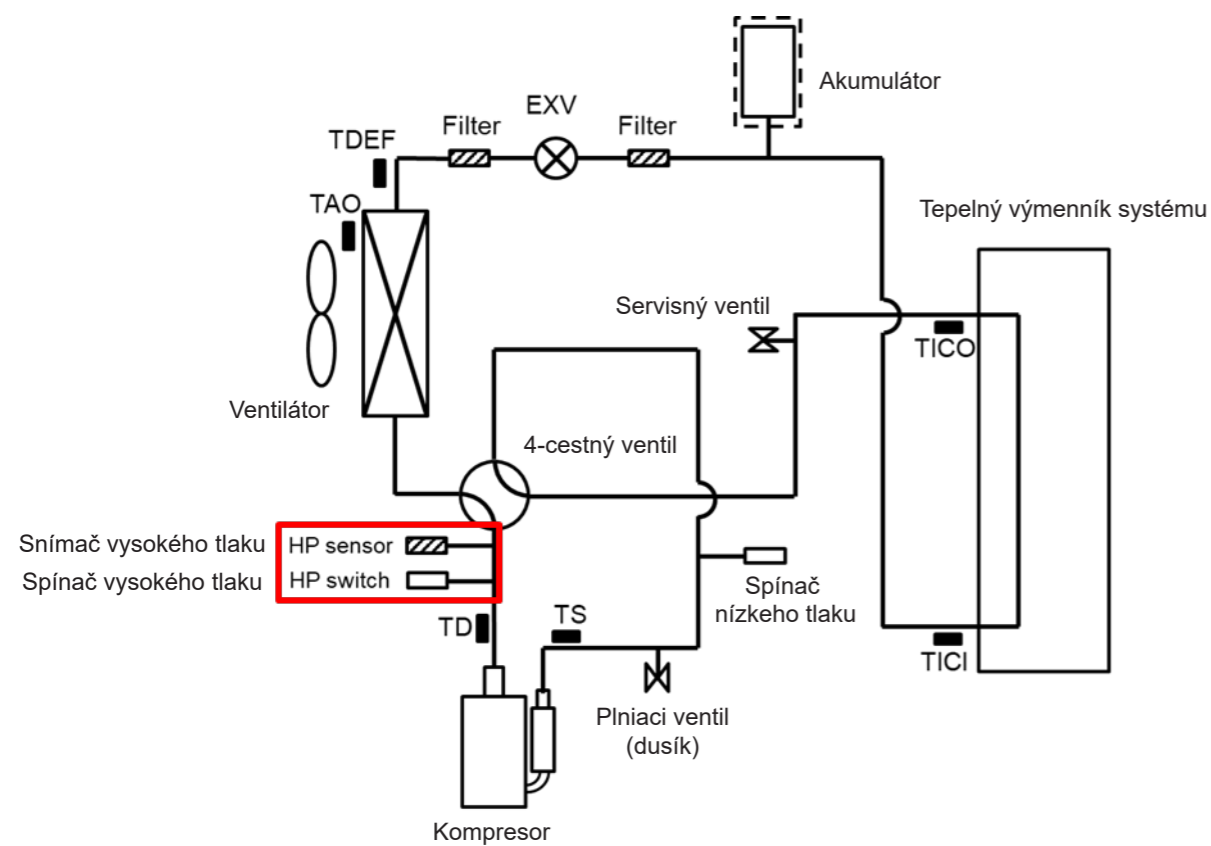 Akumulátor
EXV
Filter
Filter
TDEF
TAO
Tepelný výmenník systému
Servisný ventil
TICO
Ventilátor
4-cestný ventil
Snímač vysokého tlaku
HP sensor
Spínač vysokého tlaku
HP switch
Spínač
nízkeho tlaku
TD
TS
TICI
Plniaci ventil
(dusík)
Kompresor